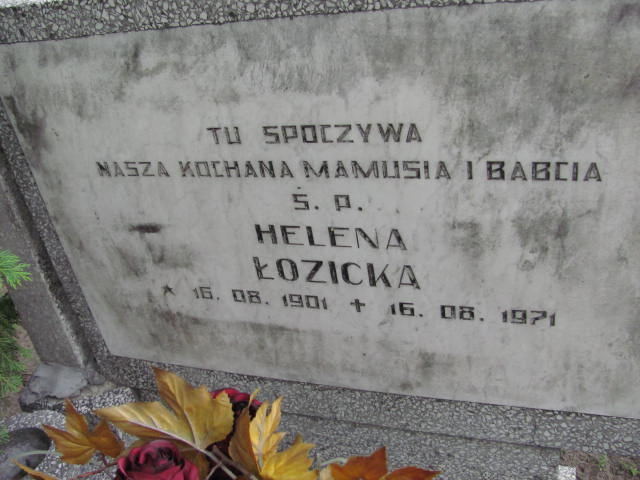 TU SPOCZYWA
NASZA KOCHANA MAMUSIA I BABCIA
Ś. P.
HELENA
ŁOZICKA
* 16. 08. 1901 ✝ 16. 08. 1971